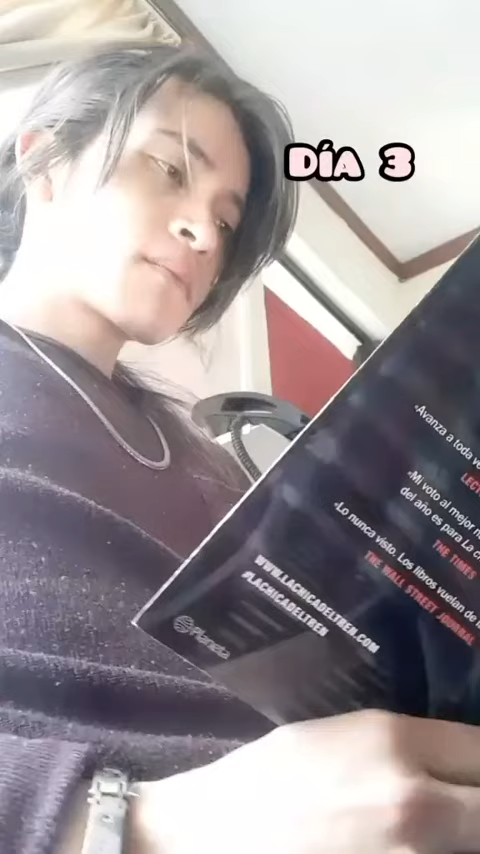 DÍA 3
«Avanza a toda
LECT
«Mi voto al mejor
del año es para La
THE TIMES
«Lo nunca visto. Los libros vuelan de
THE WALL STREET JOURNAL
WWW.LACHICADELTREN.COM
#LACHICADELTREN
Planeta